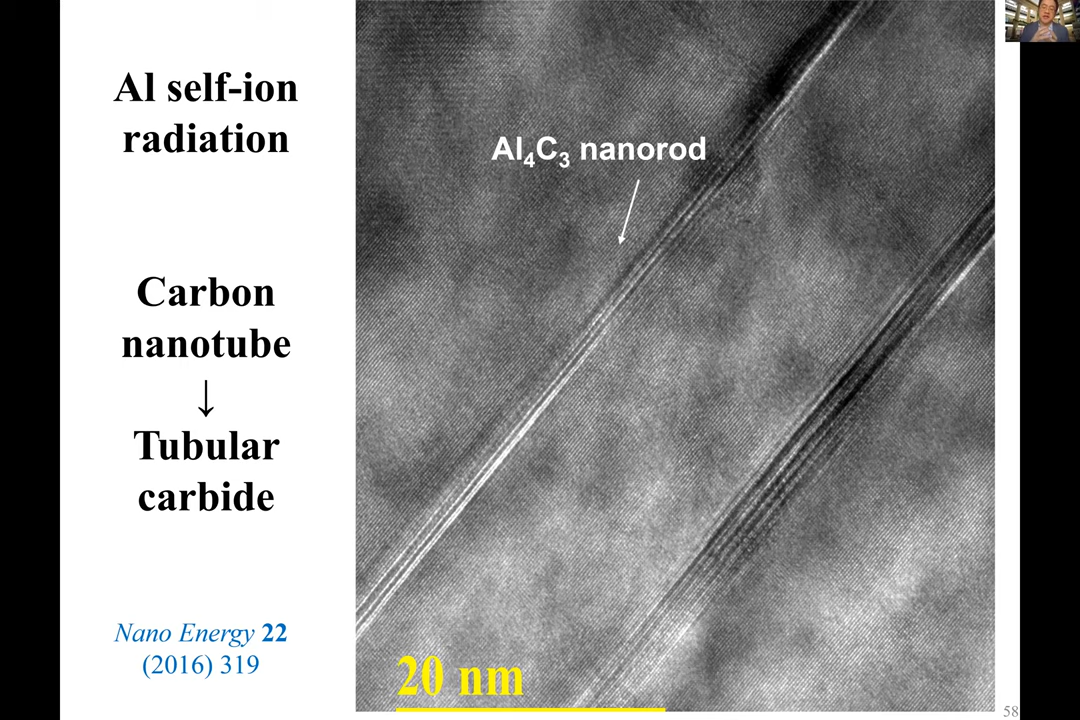 Al self-ion
radiation
Carbon
nanotube
↓
Tubular
carbide
Nano Energy 22
(2016) 319
Al₄C₃ nanorod
20 nm
58